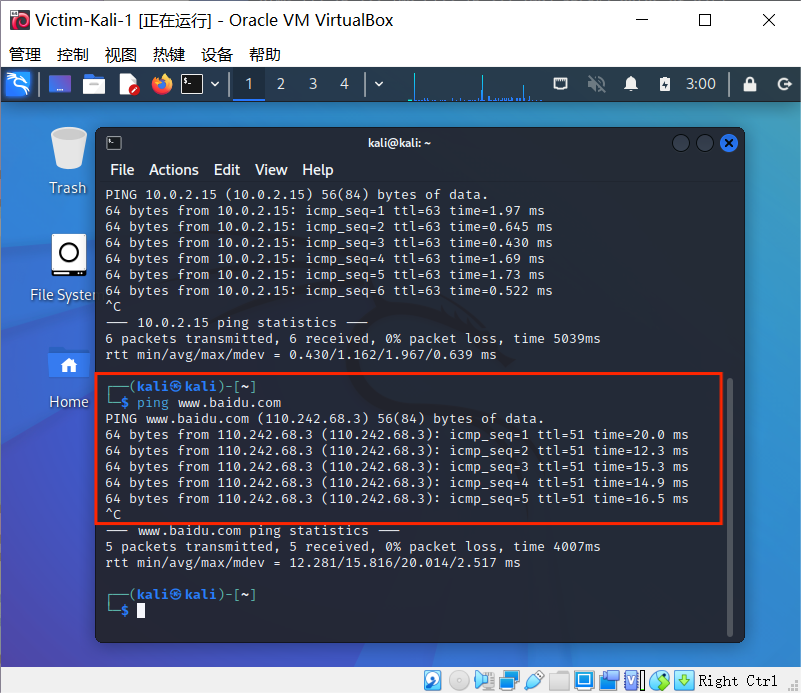 Victim-Kali-1 [正在运行] - Oracle VM VirtualBox
管理 控制 视图 热键 设备 帮助
1 2 3 4 3:00
kali@kali: ~
File Actions Edit View Help
Trash
File System
Home
PING 10.0.2.15 (10.0.2.15) 56(84) bytes of data.
64 bytes from 10.0.2.15: icmp_seq=1 ttl=63 time=1.97 ms
64 bytes from 10.0.2.15: icmp_seq=2 ttl=63 time=0.645 ms
64 bytes from 10.0.2.15: icmp_seq=3 ttl=63 time=0.430 ms
64 bytes from 10.0.2.15: icmp_seq=4 ttl=63 time=1.69 ms
64 bytes from 10.0.2.15: icmp_seq=5 ttl=63 time=1.73 ms
64 bytes from 10.0.2.15: icmp_seq=6 ttl=63 time=0.522 ms
^C
--- 10.0.2.15 ping statistics ---
6 packets transmitted, 6 received, 0% packet loss, time 5039ms
rtt min/avg/max/mdev = 0.430/1.162/1.967/0.639 ms
┌──(kali㉿kali)-[~]
└─$ ping www.baidu.com
PING www.baidu.com (110.242.68.3) 56(84) bytes of data.
64 bytes from 110.242.68.3 (110.242.68.3): icmp_seq=1 ttl=51 time=20.0 ms
64 bytes from 110.242.68.3 (110.242.68.3): icmp_seq=2 ttl=51 time=12.3 ms
64 bytes from 110.242.68.3 (110.242.68.3): icmp_seq=3 ttl=51 time=15.3 ms
64 bytes from 110.242.68.3 (110.242.68.3): icmp_seq=4 ttl=51 time=14.9 ms
64 bytes from 110.242.68.3 (110.242.68.3): icmp_seq=5 ttl=51 time=16.5 ms
^C
--- www.baidu.com ping statistics ---
5 packets transmitted, 5 received, 0% packet loss, time 4007ms
rtt min/avg/max/mdev = 12.281/15.816/20.014/2.517 ms
┌──(kali㉿kali)-[~]
└─$
Right Ctrl